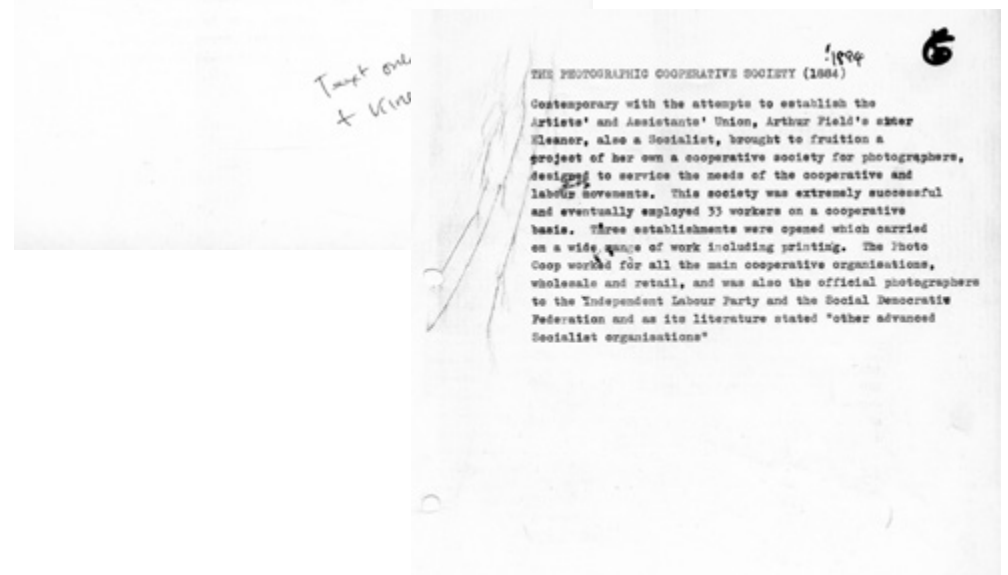 Text one
+
!1894
6
THE PHOTOGRAPHIC COOPERATIVE SOCIETY (1884)
Contemporary with the attempts to establish the
Artists' and Assistants' Union, Arthur Field's sister
Eleanor, also a Socialist, brought to fruition a
project of her own a cooperative society for photographers,
designed to service the needs of the cooperative and
labour movements. This society was extremely successful
and eventually employed 33 workers on a cooperative
basis. Three establishments were opened which carried
on a wide range of work including printing. The Photo
Coop worked for all the main cooperative organisations,
wholesale and retail, and was also the official photographers
to the Independent Labour Party and the Social Democratic
Federation and as its literature stated "other advanced
Socialist organisations"